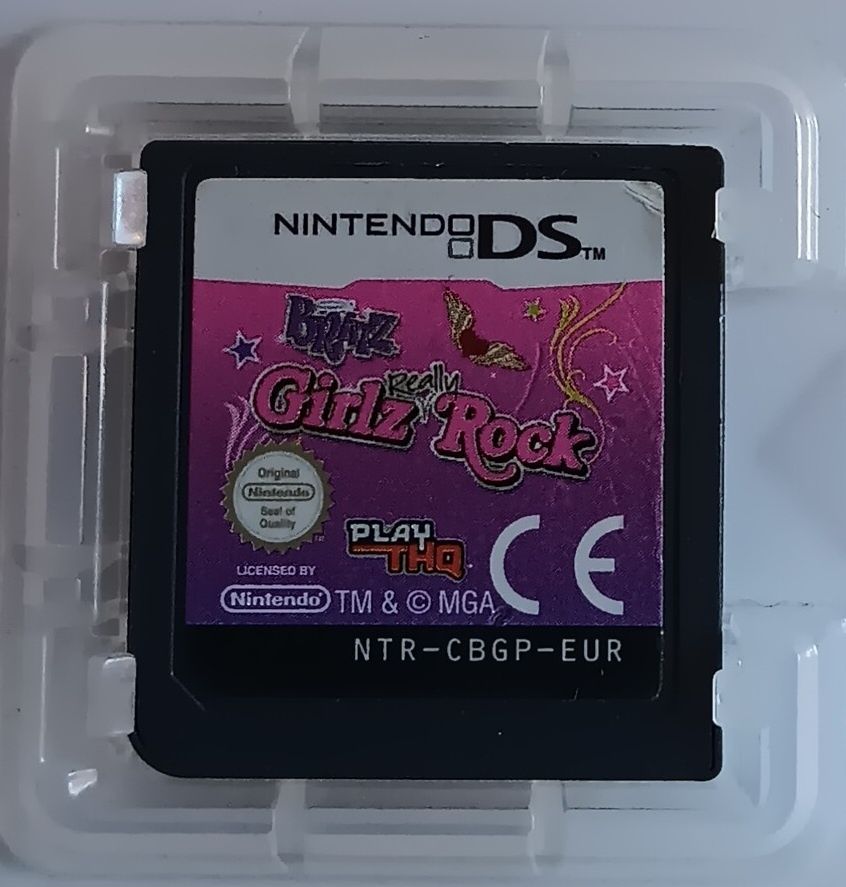 NINTENDO DS™
BRATZ
Girlz Really Rock
Original
Nintendo
Seal of
Quality
TM
PLAY
THQ
CE
LICENSED BY
Nintendo® TM & © MGA
NTR-CBGP-EUR